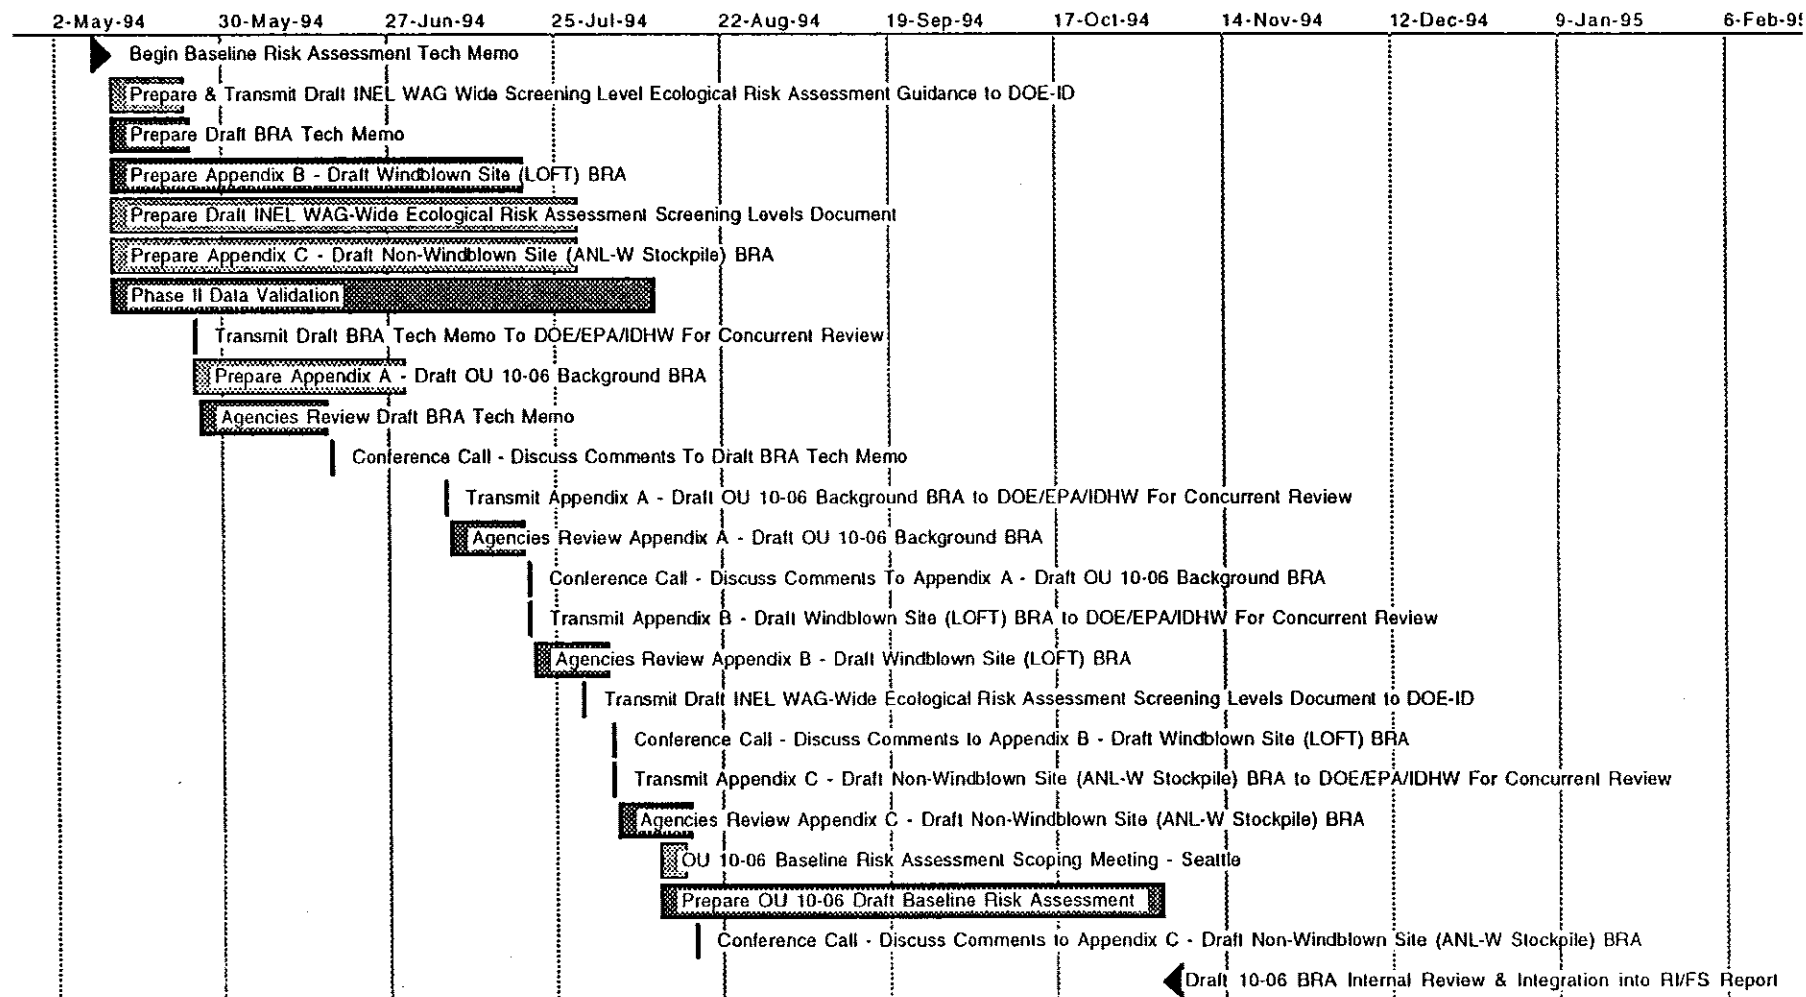 2-May-94 30-May-94 27-Jun-94 25-Jul-94 22-Aug-94 19-Sep-94 17-Oct-94 14-Nov-94 12-Dec-94 9-Jan-95 6-Feb-95
Begin Baseline Risk Assessment Tech Memo
Prepare & Transmit Draft INEL WAG Wide Screening Level Ecological Risk Assessment Guidance to DOE-ID
Prepare Draft BRA Tech Memo
Prepare Appendix B - Draft Windblown Site (LOFT) BRA
Prepare Draft INEL WAG-Wide Ecological Risk Assessment Screening Levels Document
Prepare Appendix C - Draft Non-Windblown Site (ANL-W Stockpile) BRA
Phase II Data Validation
Transmit Draft BRA Tech Memo To DOE/EPA/IDHW For Concurrent Review
Prepare Appendix A - Draft OU 10-06 Background BRA
Agencies Review Draft BRA Tech Memo
Conference Call - Discuss Comments To Draft BRA Tech Memo
Transmit Appendix A - Draft OU 10-06 Background BRA to DOE/EPA/IDHW For Concurrent Review
Agencies Review Appendix A - Draft OU 10-06 Background BRA
Conference Call - Discuss Comments To Appendix A - Draft OU 10-06 Background BRA
Transmit Appendix B - Draft Windblown Site (LOFT) BRA to DOE/EPA/IDHW For Concurrent Review
Agencies Review Appendix B - Draft Windblown Site (LOFT) BRA
Transmit Draft INEL WAG-Wide Ecological Risk Assessment Screening Levels Document to DOE-ID
Conference Call - Discuss Comments to Appendix B - Draft Windblown Site (LOFT) BRA
Transmit Appendix C - Draft Non-Windblown Site (ANL-W Stockpile) BRA to DOE/EPA/IDHW For Concurrent Review
Agencies Review Appendix C - Draft Non-Windblown Site (ANL-W Stockpile) BRA
OU 10-06 Baseline Risk Assessment Scoping Meeting - Seattle
Prepare OU 10-06 Draft Baseline Risk Assessment
Conference Call - Discuss Comments to Appendix C - Draft Non-Windblown Site (ANL-W Stockpile) BRA
Draft 10-06 BRA Internal Review & Integration into RI/FS Report